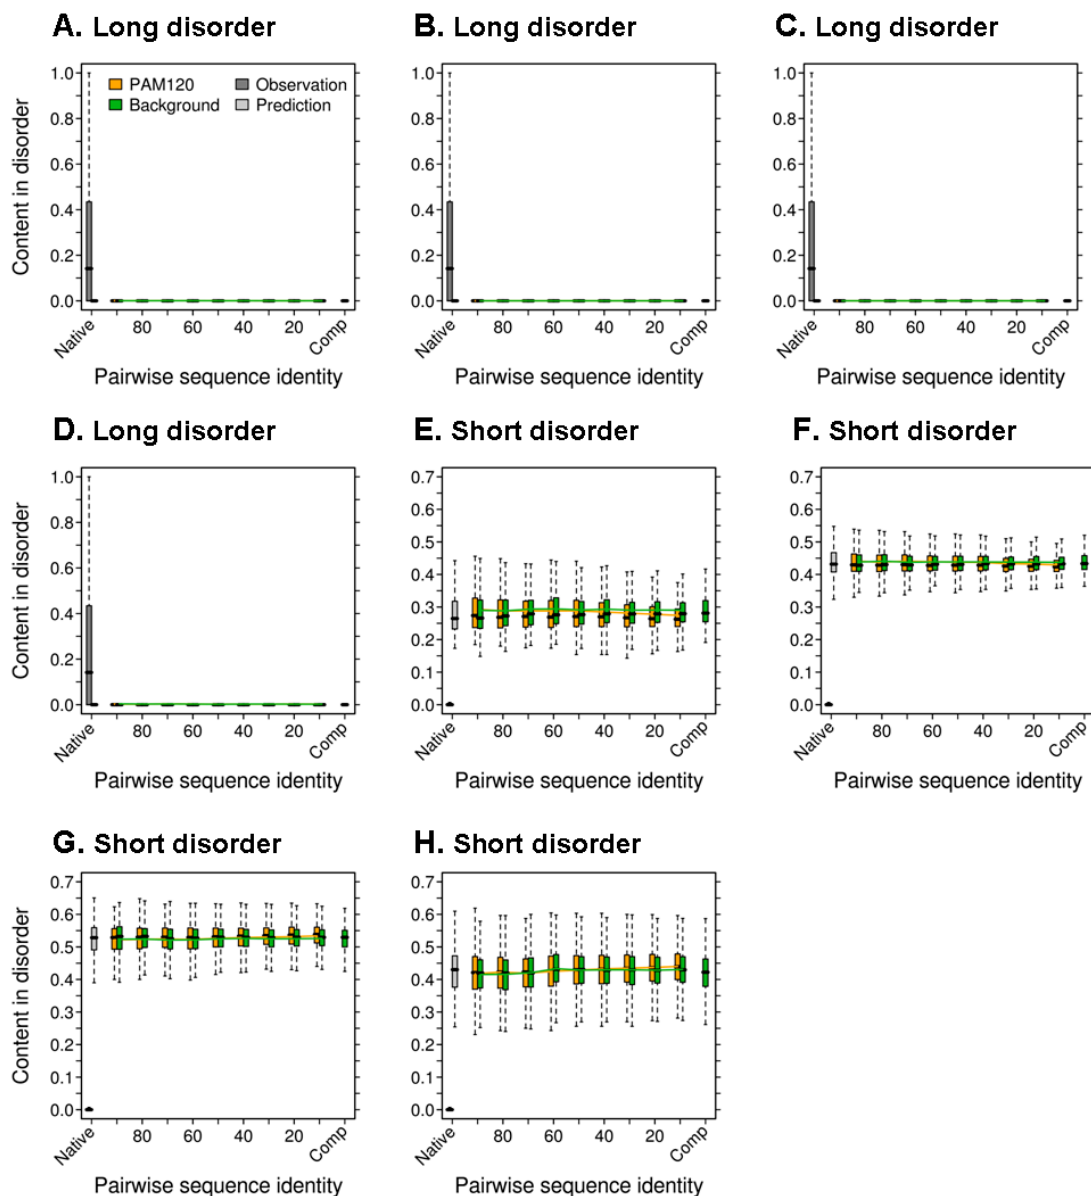 A. Long disorder
B. Long disorder
C. Long disorder
Content in disorder
1.0
0.8
0.6
0.4
0.2
0.0
PAM120
Background
Observation
Prediction
Native
80
60
40
20
Comp
Pairwise sequence identity
1.0
0.8
0.6
0.4
0.2
0.0
Native
80
60
40
20
Comp
Pairwise sequence identity
1.0
0.8
0.6
0.4
0.2
0.0
Native
80
60
40
20
Comp
Pairwise sequence identity
D. Long disorder
E. Short disorder
F. Short disorder
Content in disorder
1.0
0.8
0.6
0.4
0.2
0.0
Native
80
60
40
20
Comp
Pairwise sequence identity
0.7
0.6
0.5
0.4
0.3
0.2
0.1
0.0
Native
80
60
40
20
Comp
Pairwise sequence identity
0.7
0.6
0.5
0.4
0.3
0.2
0.1
0.0
Native
80
60
40
20
Comp
Pairwise sequence identity
G. Short disorder
H. Short disorder
Content in disorder
0.7
0.6
0.5
0.4
0.3
0.2
0.1
0.0
Native
80
60
40
20
Comp
Pairwise sequence identity
0.7
0.6
0.5
0.4
0.3
0.2
0.1
0.0
Native
80
60
40
20
Comp
Pairwise sequence identity